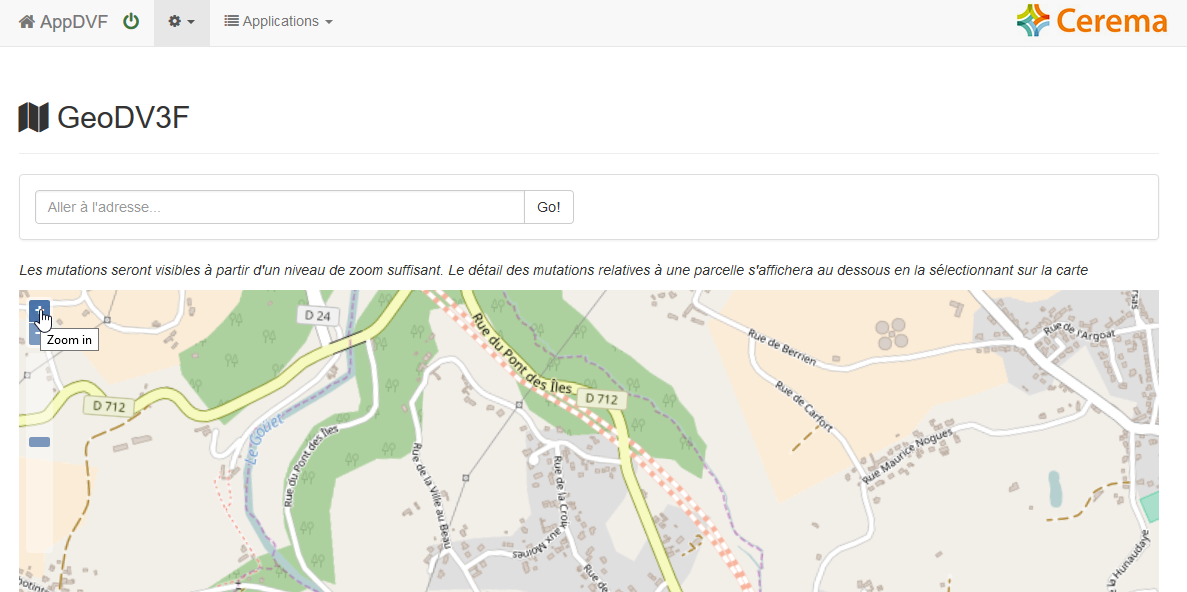 AppDVF
Applications
Cerema
GeoDV3F
Aller à l'adresse...
Go!
Les mutations seront visibles à partir d'un niveau de zoom suffisant. Le détail des mutations relatives à une parcelle s'affichera au dessous en la sélectionnant sur la carte
Zoom in
D 24
Rue du Pont des Îles
D 712
D 712
Le Gouet
Rue du Pont des Îles
Rue de la Ville au Beau
Rue de la Croix
aux Moines
Rue de
Rue de Berrien
Rue de Carfort
Rue Maurice Nogues
Rue de l'Argoat
la Hunaudaye